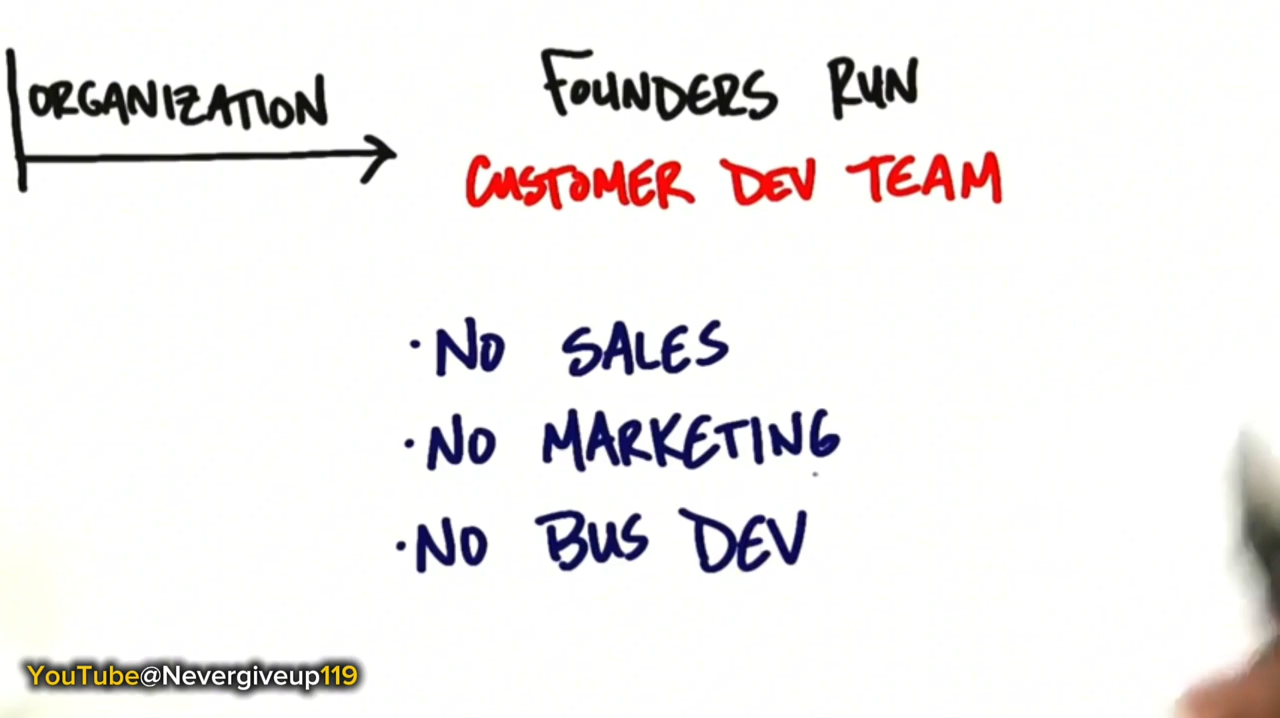 ORGANIZATION
FOUNDERS RUN
CUSTOMER DEV TEAM
· NO SALES
· NO MARKETING
· NO BUS DEV
YouTube@Nevergiveup119